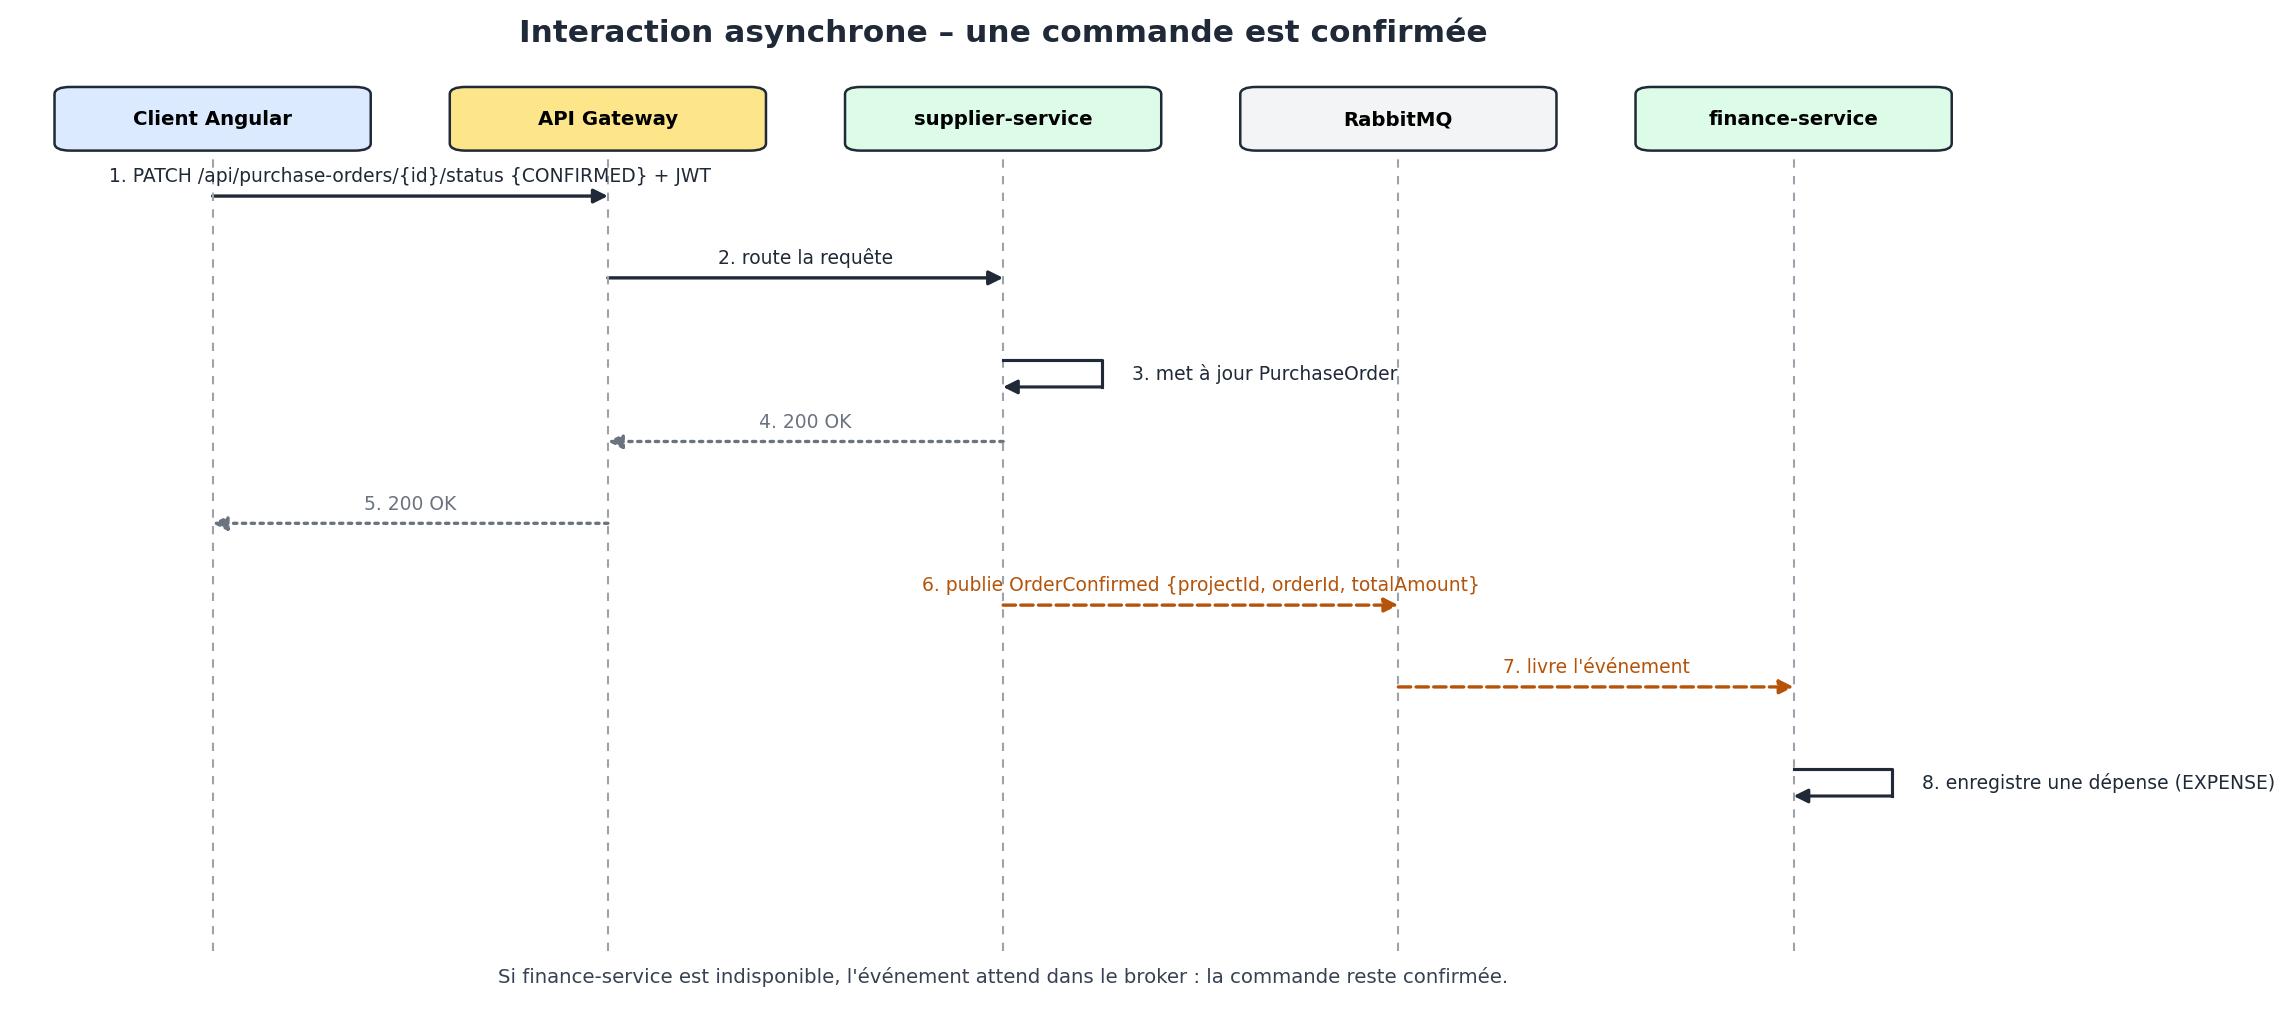 Interaction asynchrone – une commande est confirmée
Client Angular
API Gateway
supplier-service
RabbitMQ
finance-service
1. PATCH /api/purchase-orders/{id}/status {CONFIRMED} + JWT
2. route la requête
3. met à jour PurchaseOrder
4. 200 OK
5. 200 OK
6. publie OrderConfirmed {projectId, orderId, totalAmount}
7. livre l'événement
8. enregistre une dépense (EXPENSE)
Si finance-service est indisponible, l'événement attend dans le broker : la commande reste confirmée.